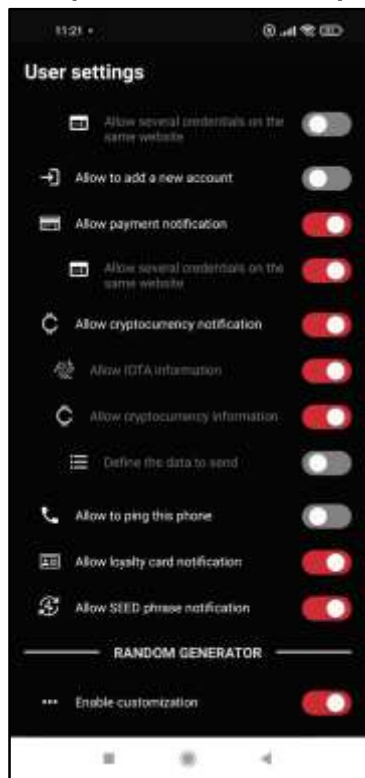 11:21
User settings
Allow several credentials on the
same website
Allow to add a new account
Allow payment notification
Allow several credentials on the
same website
Allow cryptocurrency notification
Allow IOTA information
Allow cryptocurrency information
Define the data to send
Allow to ping this phone
Allow loyalty card notification
Allow SEED phrase notification
RANDOM GENERATOR
Enable customization